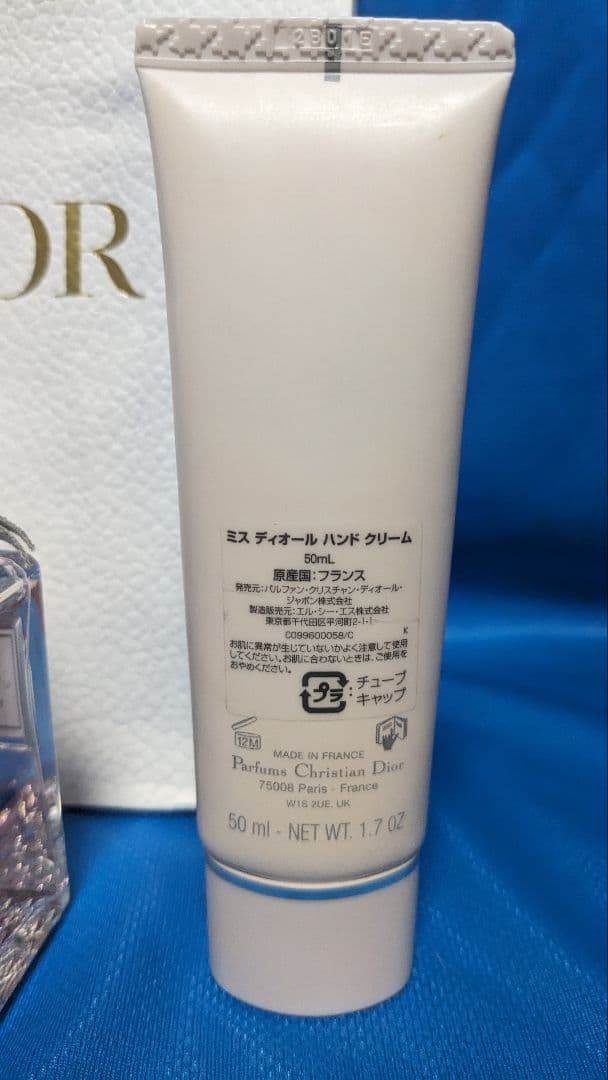 OR
ミス ディオール ハンド クリーム
50mL
原産国：フランス
発売元：パルファン・クリスチャン・ディオール・
ジャポン株式会社
製造販売元：エル・シー・エス株式会社
東京都千代田区平河町2-1-1
C099600058/C K
お肌に異常が生じていないかよく注意して使用
してください。お肌に合わないときは、ご使用を
おやめください。
プラ
：チューブ
キャップ
12M
MADE IN FRANCE
Parfums Christian Dior
75008 Paris - France
W1S 2UE. UK
50 ml - NET WT. 1.7 OZ